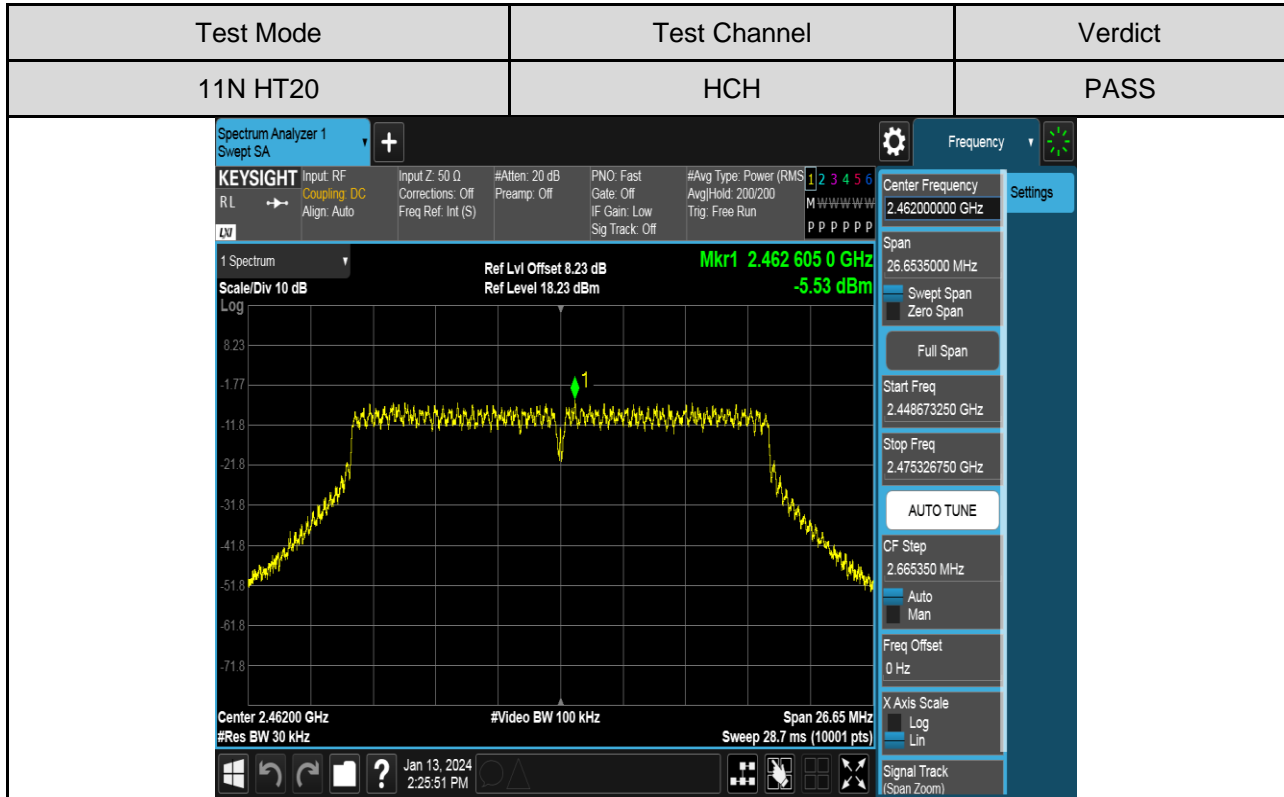 Test Mode Test Channel Verdict
11N HT20 HCH PASS
Spectrum Analyzer 1
Swept SA
+
Frequency
KEYSIGHT
RL
LXI
Input: RF
Coupling: DC
Align: Auto
Input Z: 50 Ω
Corrections: Off
Freq Ref: Int (S)
#Atten: 20 dB
Preamp: Off
PNO: Fast
Gate: Off
IF Gain: Low
Sig Track: Off
#Avg Type: Power (RMS
Avg|Hold: 200/200
Trig: Free Run
1 2 3 4 5 6
M W W W W W
P P P P P P
1 Spectrum
Scale/Div 10 dB
Log
Ref Lvl Offset 8.23 dB
Ref Level 18.23 dBm
Mkr1 2.462 605 0 GHz
-5.53 dBm
8.23
-1.77
-11.8
-21.8
-31.8
-41.8
-51.8
-61.8
-71.8
1
Center 2.46200 GHz
#Res BW 30 kHz
#Video BW 100 kHz
Span 26.65 MHz
Sweep 28.7 ms (10001 pts)
Center Frequency
2.462000000 GHz
Settings
Span
26.6535000 MHz
Swept Span
Zero Span
Full Span
Start Freq
2.448673250 GHz
Stop Freq
2.475326750 GHz
AUTO TUNE
CF Step
2.665350 MHz
Auto
Man
Freq Offset
0 Hz
X Axis Scale
Log
Lin
Signal Track
(Span Zoom)
?
Jan 13, 2024
2:25:51 PM